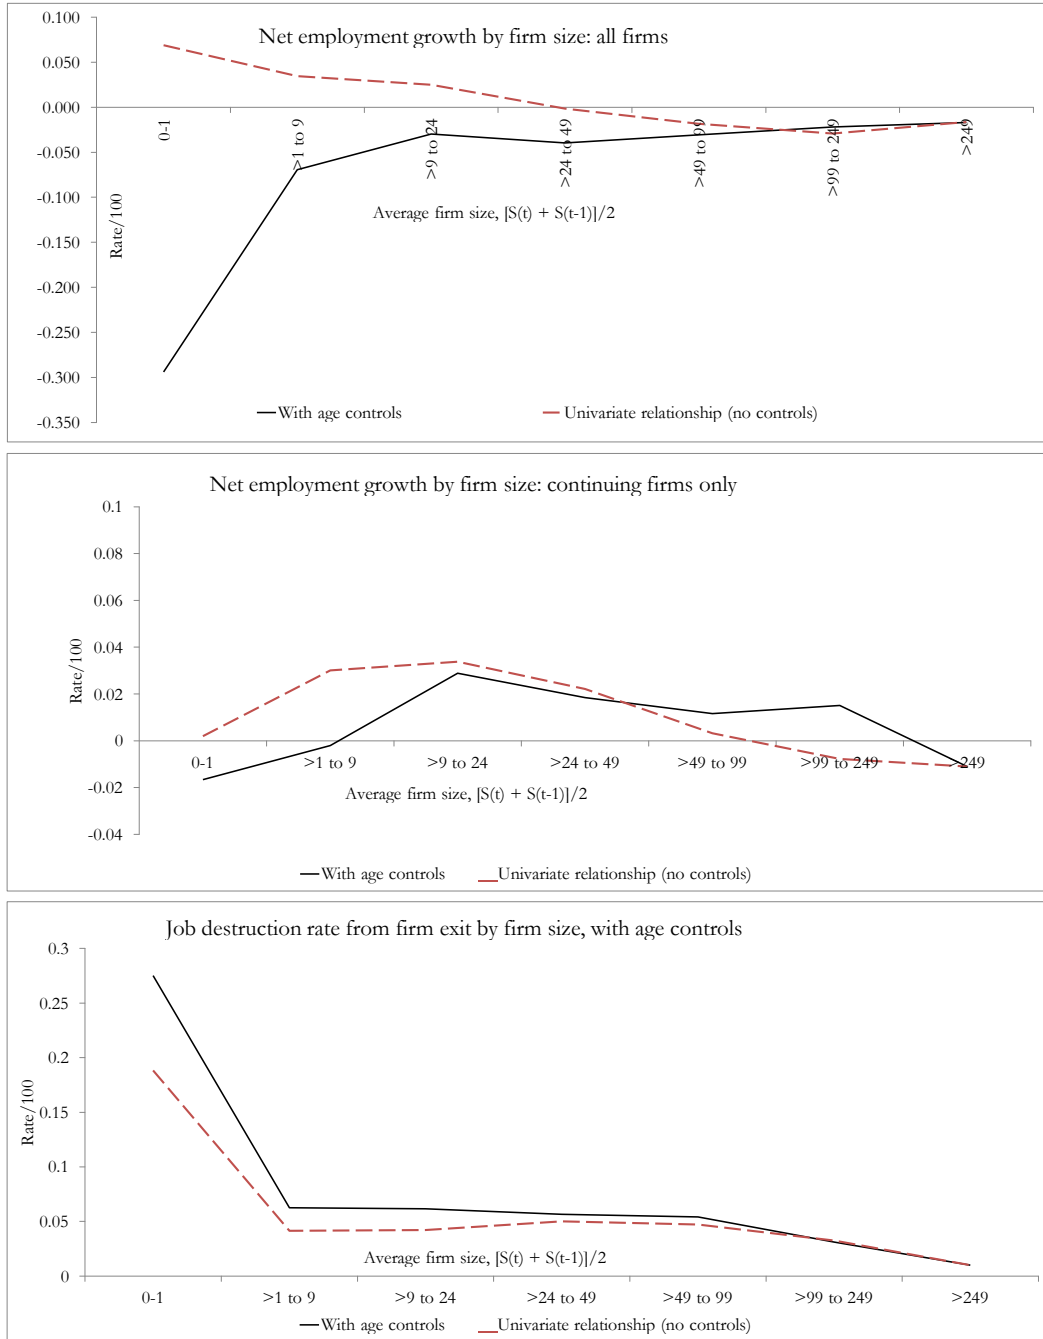 Net employment growth by firm size: all firms
0.100
0.050
0.000
-0.050
-0.100
-0.150
-0.200
-0.250
-0.300
-0.350
Rate/100
0-1
>1 to 9
>9 to 24
>24 to 49
>49 to 99
>99 to 249
>249
Average firm size, [S(t) + S(t-1)]/2
With age controls
Univariate relationship (no controls)
Net employment growth by firm size: continuing firms only
0.1
0.08
0.06
0.04
0.02
0
-0.02
-0.04
Rate/100
0-1
>1 to 9
>9 to 24
>24 to 49
>49 to 99
>99 to 249
>249
Average firm size, [S(t) + S(t-1)]/2
With age controls
Univariate relationship (no controls)
Job destruction rate from firm exit by firm size, with age controls
0.3
0.25
0.2
0.15
0.1
0.05
0
Rate/100
Average firm size, [S(t) + S(t-1)]/2
0-1
>1 to 9
>9 to 24
>24 to 49
>49 to 99
>99 to 249
>249
With age controls
Univariate relationship (no controls)